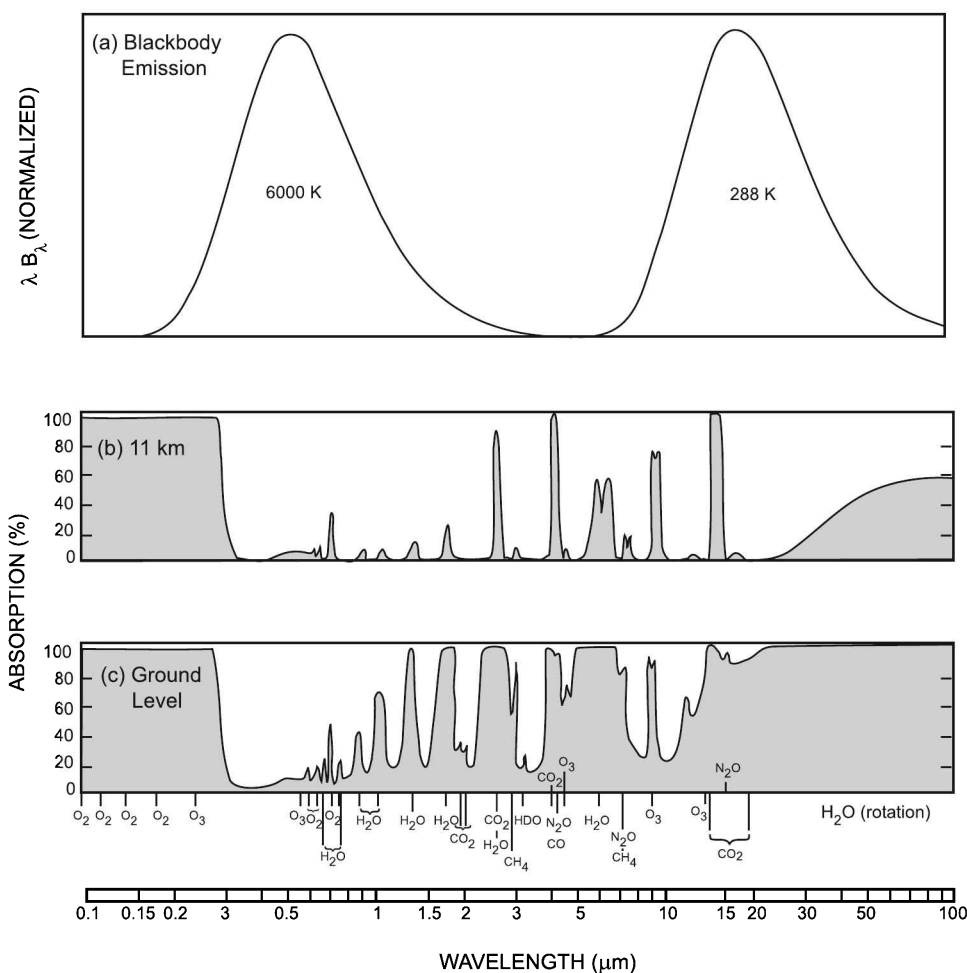 (a) Blackbody
Emission
6000 K
288 K
λ Bλ (NORMALIZED)
100
80
60
40
20
0
(b) 11 km
ABSORPTION (%)
100
80
60
40
20
0
(c) Ground
Level
O₃
CO₂
N₂O
O₂ O₂ O₂ O₂ O₃ O₃ O₂ O₂ H₂O H₂O H₂O CO₂ HDO N₂O H₂O O₃ O₃ H₂O (rotation)
H₂O CO₂ H₂O CO N₂O CO₂
CH₄ CH₄
0.1 0.15 0.2 3 0.5 1 1.5 2 3 5 10 15 20 30 50 100
WAVELENGTH (μm)